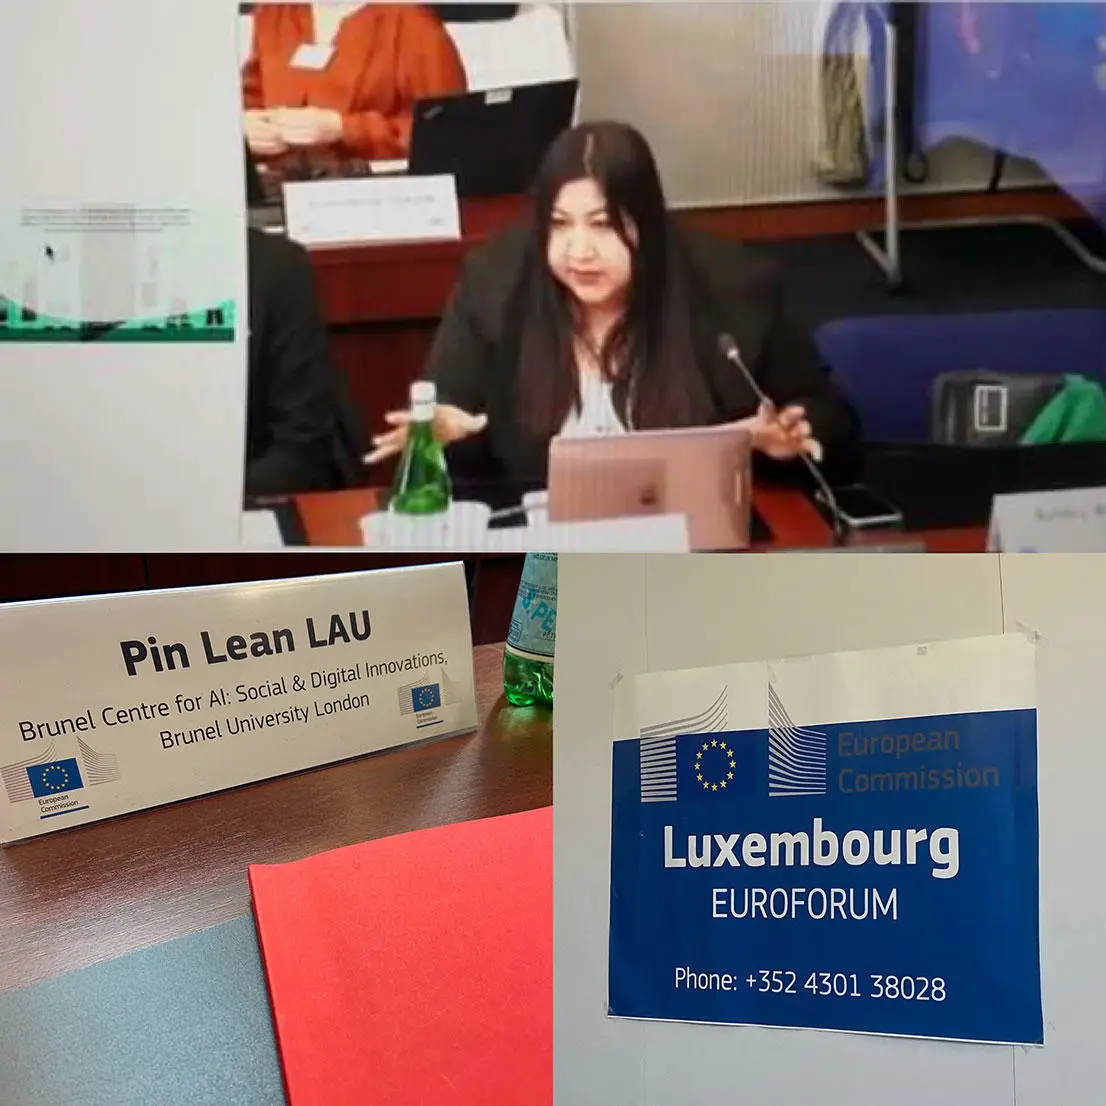 Pin Lean LAU
Brunel Centre for AI: Social & Digital Innovations,
Brunel University London
European
Commission
European
Commission
S.PE
European
Commission
Luxembourg
EUROFORUM
Phone: +352 4301 38028